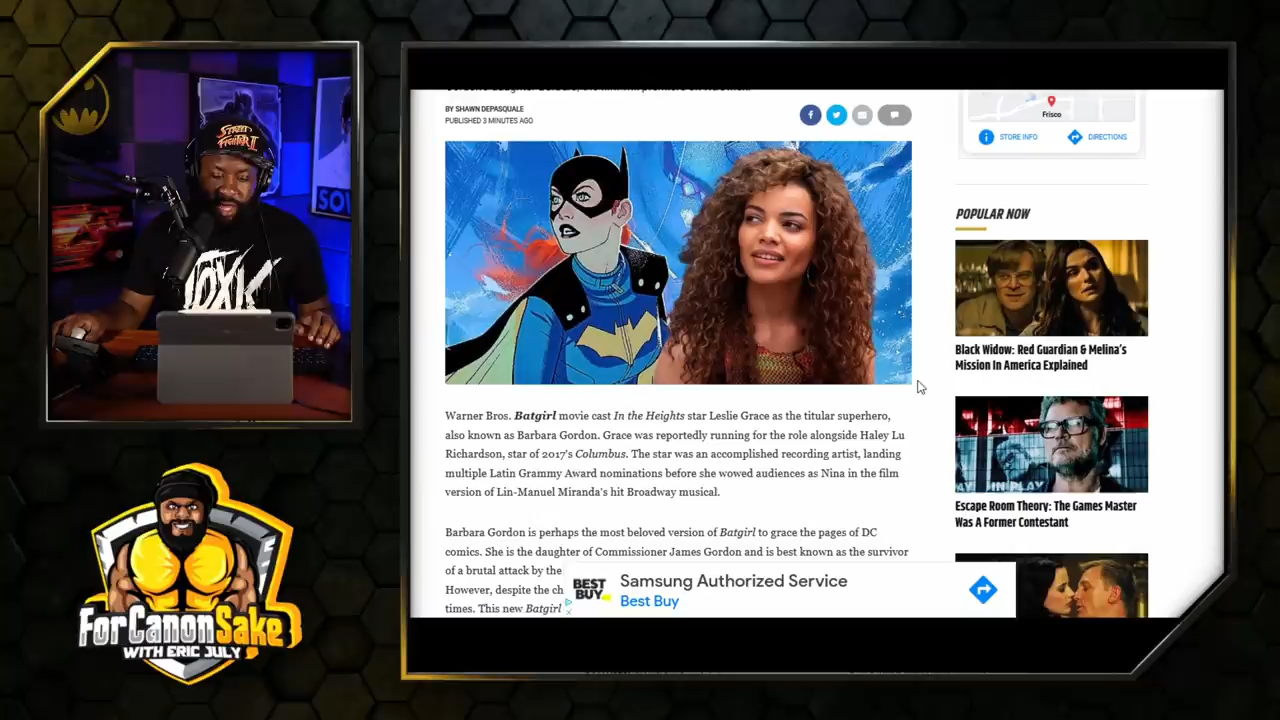 BY SHAWN DEPASQUALE
PUBLISHED 3 MINUTES AGO
Frisco
STORE INFO
DIRECTIONS
STREET
FIGHTER II
SOU
POPULAR NOW
Black Widow: Red Guardian & Melina's
Mission In America Explained
Warner Bros. Batgirl movie cast In the Heights star Leslie Grace as the titular superhero,
also known as Barbara Gordon. Grace was reportedly running for the role alongside Haley Lu
Richardson, star of 2017's Columbus. The star was an accomplished recording artist, landing
multiple Latin Grammy Award nominations before she wowed audiences as Nina in the film
version of Lin-Manuel Miranda's hit Broadway musical.
Escape Room Theory: The Games Master
Was A Former Contestant
Barbara Gordon is perhaps the most beloved version of Batgirl to grace the pages of DC
comics. She is the daughter of Commissioner James Gordon and is best known as the survivor
of a brutal attack by the
However, despite the ch
times. This new Batgirl
BEST
BUY
Samsung Authorized Service
Best Buy
ForCanonSake
WITH ERIC JULY